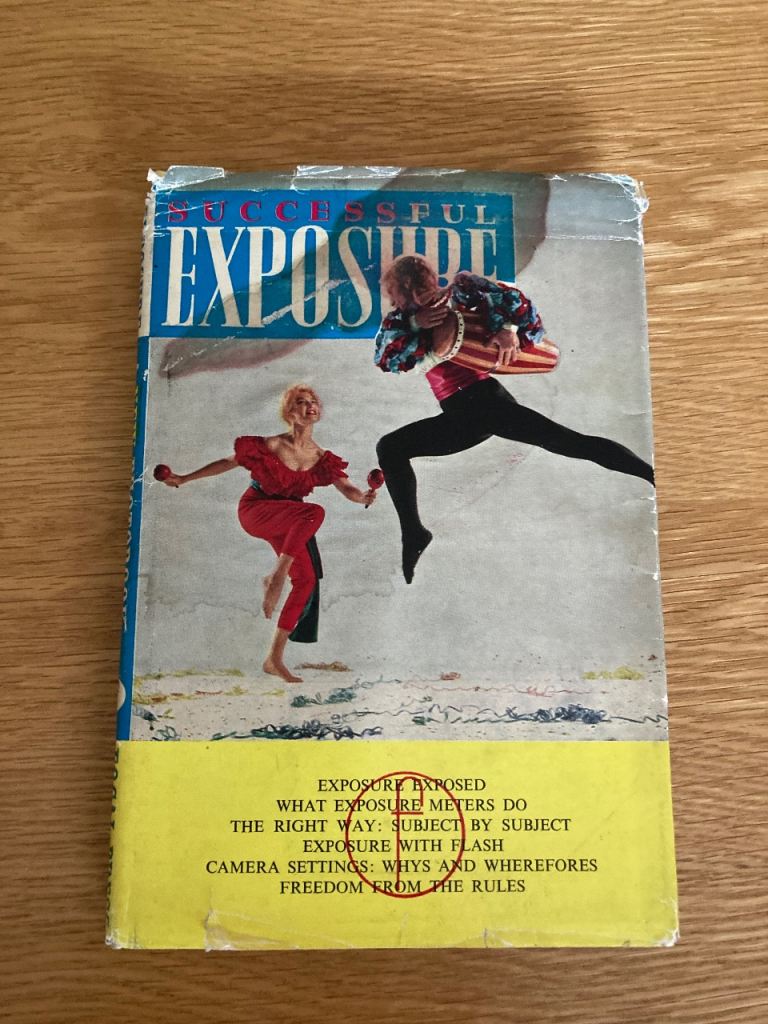 SUCCESSFUL
EXPOSURE
EXPOSURE EXPOSED
WHAT EXPOSURE METERS DO
THE RIGHT WAY: SUBJECT BY SUBJECT
EXPOSURE WITH FLASH
CAMERA SETTINGS: WHYS AND WHEREFORES
FREEDOM FROM THE RULES
f